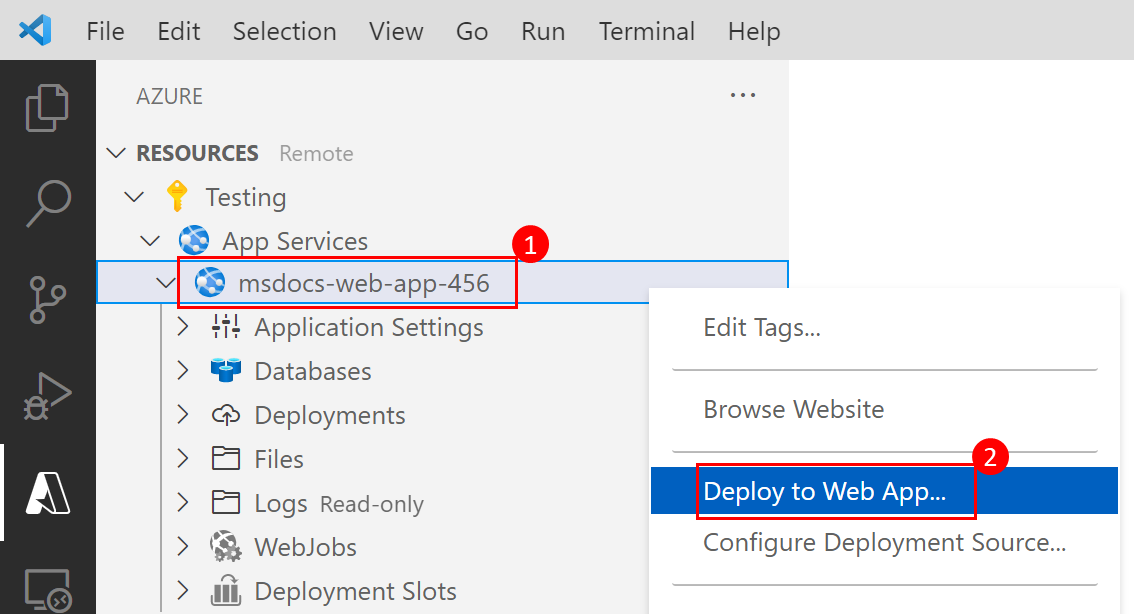 File Edit Selection View Go Run Terminal Help
AZURE ...
RESOURCES Remote
Testing
App Services
1
msdocs-web-app-456
Application Settings
Databases
Deployments
Files
Logs Read-only
WebJobs
Deployment Slots
Edit Tags...
Browse Website
2
Deploy to Web App...
Configure Deployment Source...